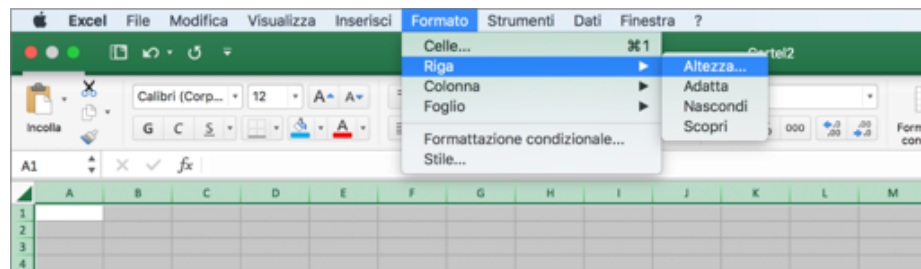 Excel File Modifica Visualizza Inserisci Formato Strumenti Dati Finestra ?
Celle... ⌘1
Riga
Colonna
Foglio
Formattazione condizionale...
Stile...
Altezza...
Adatta
Nascondi
Scopri
Cartel2
Incolla
Calibri (Corp... 12 A A
G C S A 000
A1 fx
A B C D E F G H I J K L M
1
2
3
4